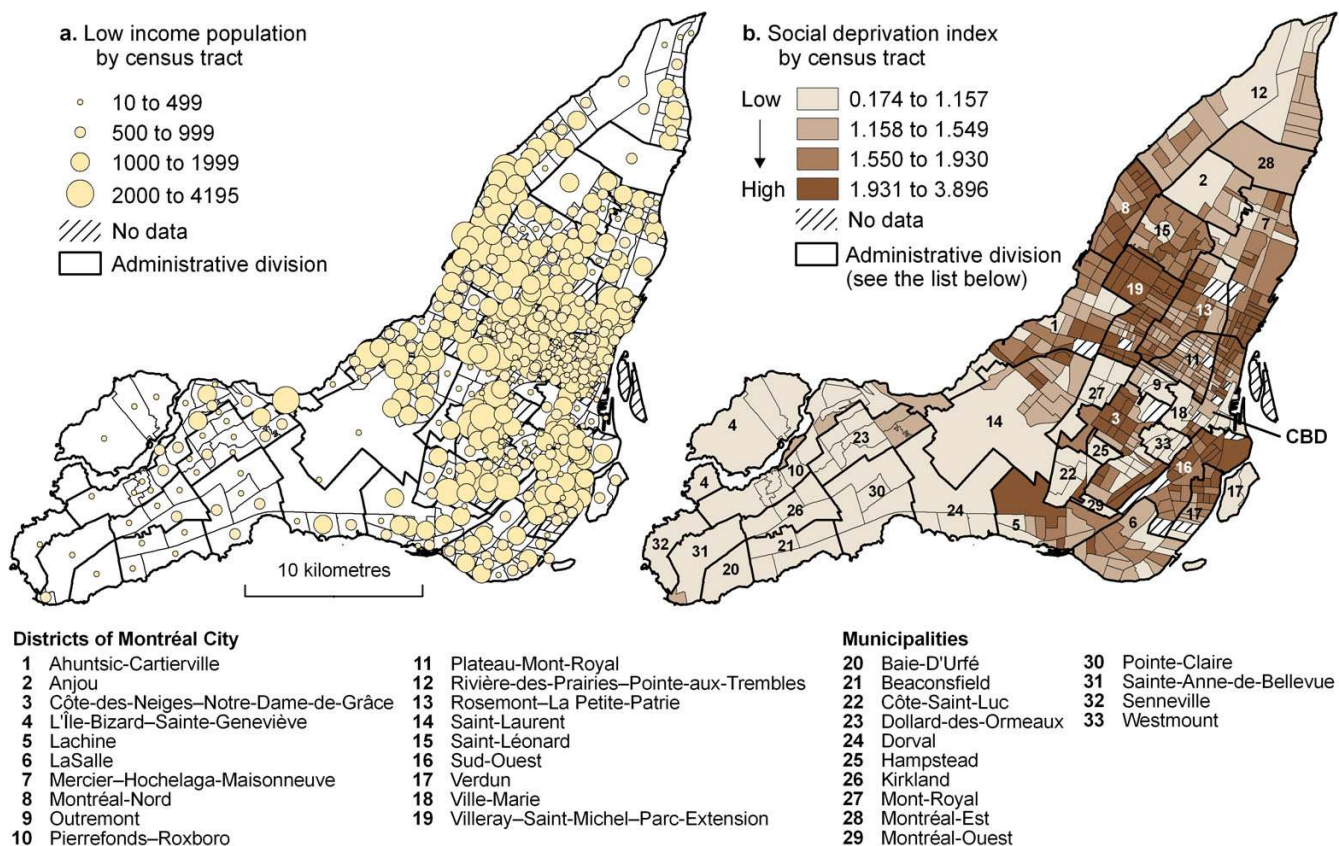 a. Low income population
by census tract
10 to 499
500 to 999
1000 to 1999
2000 to 4195
No data
Administrative division
10 kilometres
b. Social deprivation index
by census tract
Low
High
0.174 to 1.157
1.158 to 1.549
1.550 to 1.930
1.931 to 3.896
No data
Administrative division
(see the list below)
12
28
2
8
7
15
19
13
1
11
27
9
18
CBD
14
3
4
23
33
25
16
10
22
17
4
30
29
17
26
24
5
6
32
31
21
20
Districts of Montréal City
1 Ahuntsic-Cartierville
2 Anjou
3 Côte-des-Neiges–Notre-Dame-de-Grâce
4 L'Île-Bizard–Sainte-Geneviève
5 Lachine
6 LaSalle
7 Mercier–Hochelaga-Maisonneuve
8 Montréal-Nord
9 Outremont
10 Pierrefonds–Roxboro
11 Plateau-Mont-Royal
12 Rivière-des-Prairies–Pointe-aux-Trembles
13 Rosemont–La Petite-Patrie
14 Saint-Laurent
15 Saint-Léonard
16 Sud-Ouest
17 Verdun
18 Ville-Marie
19 Villeray–Saint-Michel–Parc-Extension
Municipalities
20 Baie-D'Urfé
21 Beaconsfield
22 Côte-Saint-Luc
23 Dollard-des-Ormeaux
24 Dorval
25 Hampstead
26 Kirkland
27 Mont-Royal
28 Montréal-Est
29 Montréal-Ouest
30 Pointe-Claire
31 Sainte-Anne-de-Bellevue
32 Senneville
33 Westmount